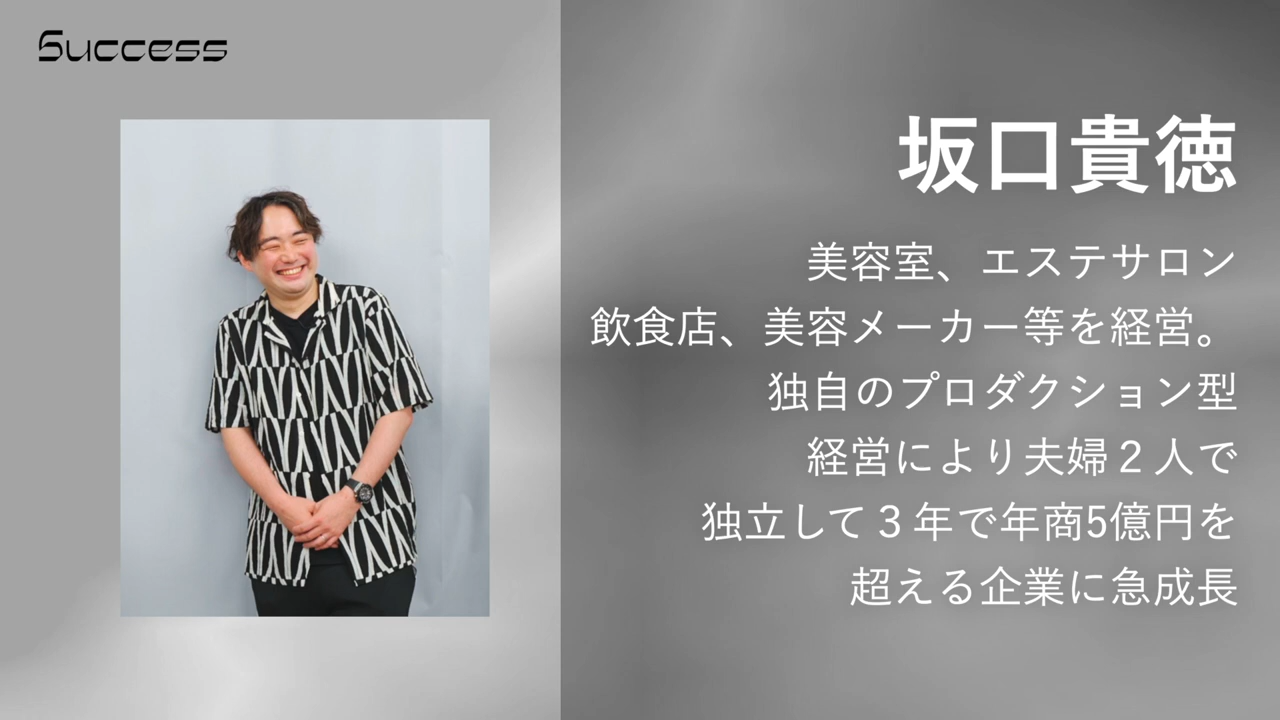 Success
坂口貴徳
美容室、エステサロン
飲食店、美容メーカー等を経営。
独自のプロダクション型
経営により夫婦２人で
独立して３年で年商5億円を
超える企業に急成長